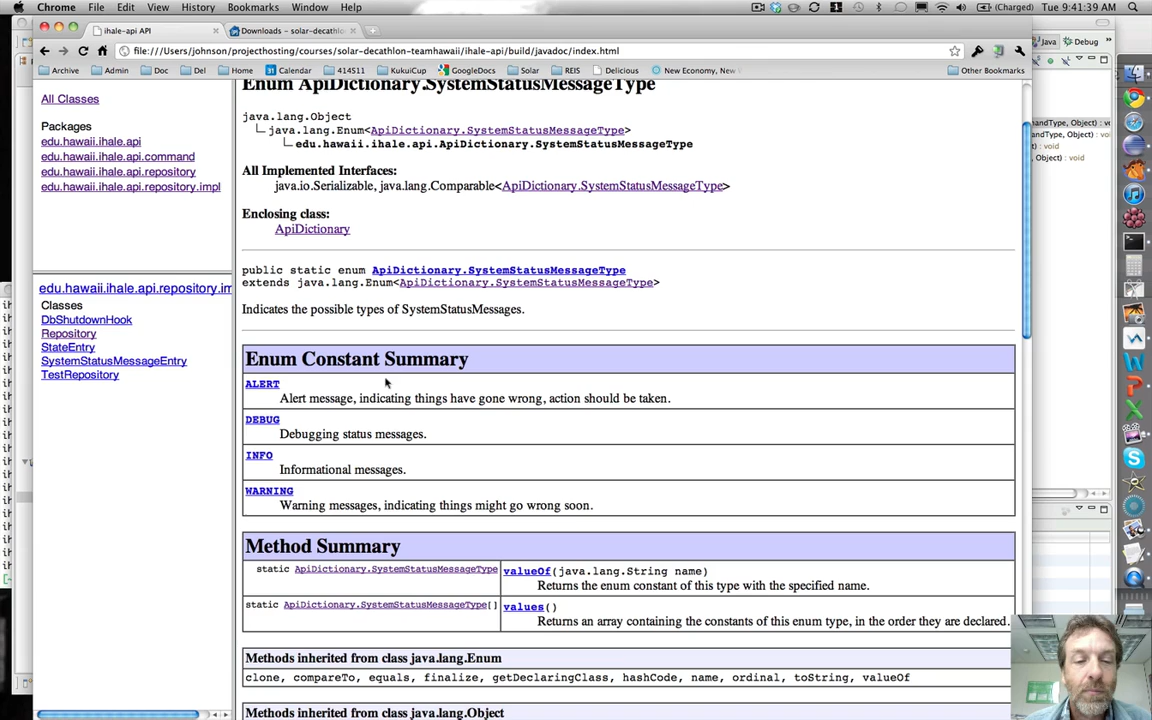 Chrome File Edit View History Bookmarks Window Help (Charged) Tue 9:41:39 AM
ihale-api API
Downloads – solar-decathlon
file:///Users/johnson/projecthosting/courses/solar-decathlon-teamhawaii/ihale-api/build/javadoc/index.html
Archive Admin Doc Del Home Calendar 414511 KukuiCup GoogleDocs Solar REIS Delicious New Economy, New Other Bookmarks
Java Debug
All Classes
Packages
edu.hawaii.ihale.api
edu.hawaii.ihale.api.command
edu.hawaii.ihale.api.repository
edu.hawaii.ihale.api.repository.impl
edu.hawaii.ihale.api.repository.im
Classes
DbShutdownHook
Repository
StateEntry
SystemStatusMessageEntry
TestRepository
Enum ApiDictionary.SystemStatusMessageType
java.lang.Object
java.lang.Enum<ApiDictionary.SystemStatusMessageType>
edu.hawaii.ihale.api.ApiDictionary.SystemStatusMessageType
All Implemented Interfaces:
java.io.Serializable, java.lang.Comparable<ApiDictionary.SystemStatusMessageType>
Enclosing class:
ApiDictionary
public static enum ApiDictionary.SystemStatusMessageType
extends java.lang.Enum<ApiDictionary.SystemStatusMessageType>
Indicates the possible types of SystemStatusMessages.
Enum Constant Summary
ALERT
Alert message, indicating things have gone wrong, action should be taken.
DEBUG
Debugging status messages.
INFO
Informational messages.
WARNING
Warning messages, indicating things might go wrong soon.
Method Summary
static ApiDictionary.SystemStatusMessageType valueOf(java.lang.String name)
Returns the enum constant of this type with the specified name.
static ApiDictionary.SystemStatusMessageType[] values()
Returns an array containing the constants of this enum type, in the order they are declared.
Methods inherited from class java.lang.Enum
clone, compareTo, equals, finalize, getDeclaringClass, hashCode, name, ordinal, toString, valueOf
Methods inherited from class java.lang.Object